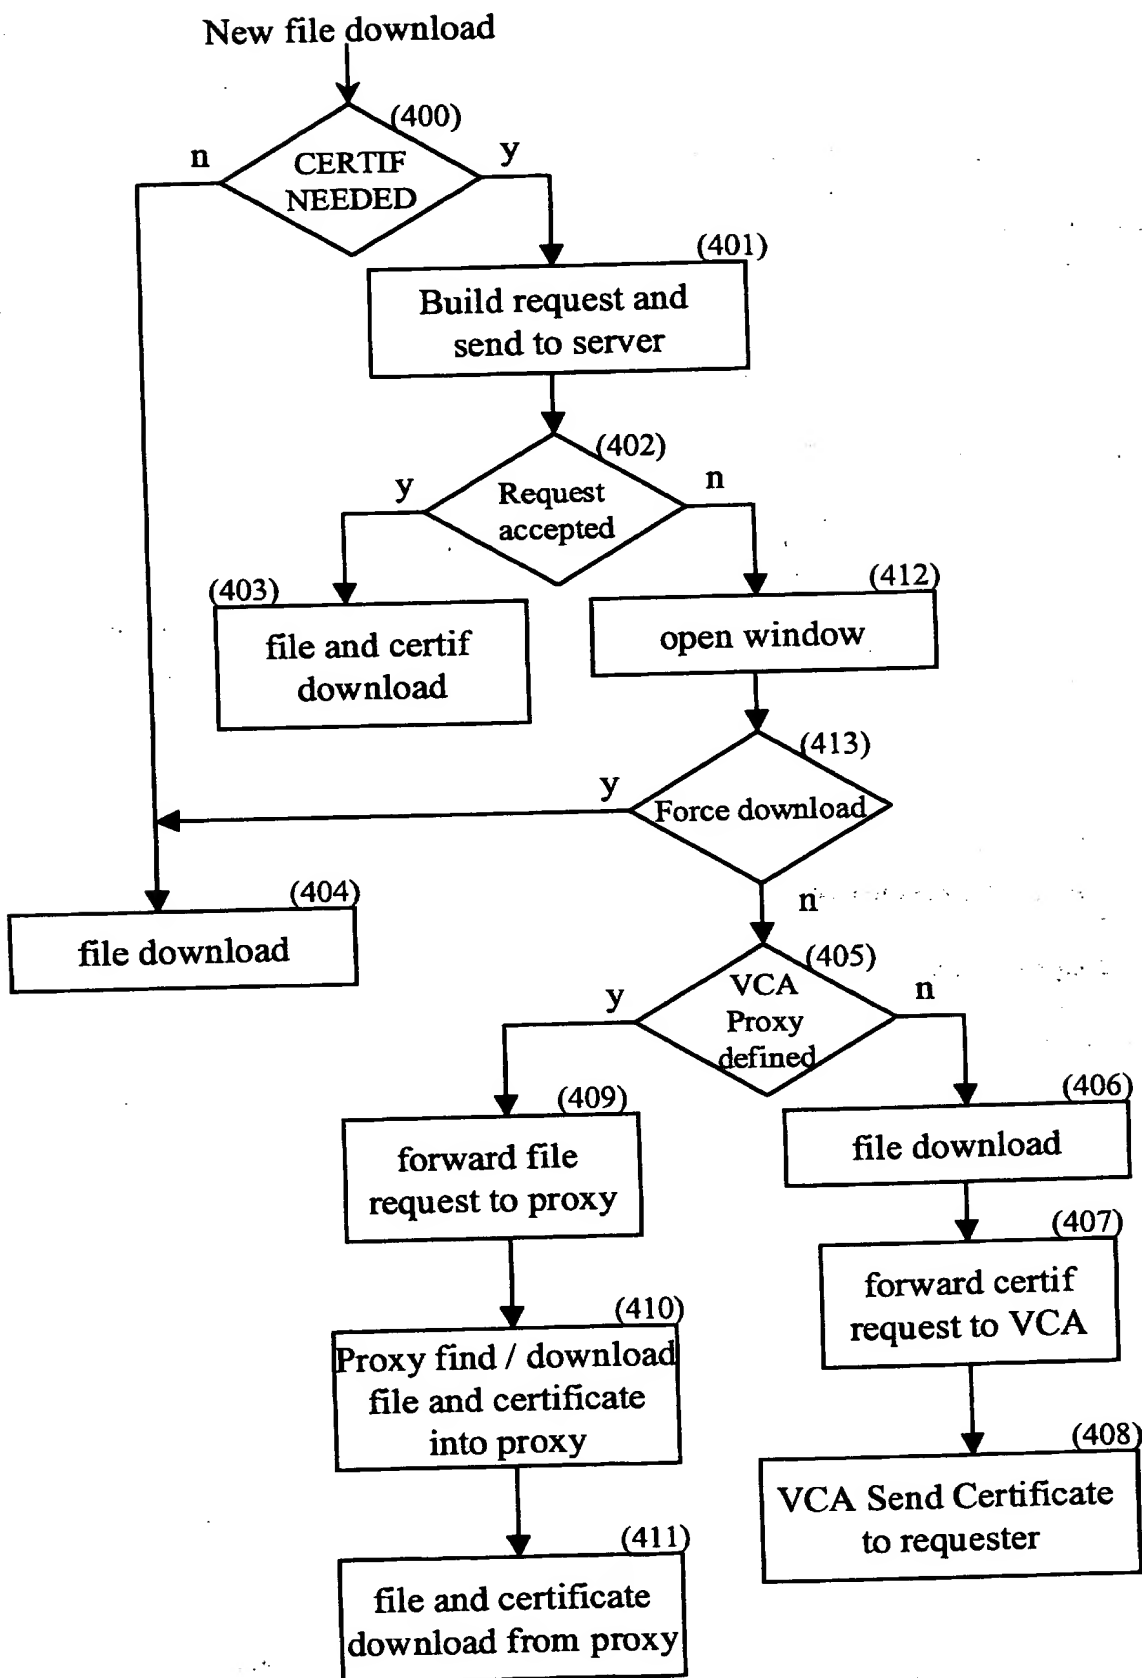 New file download
(400)
n
y
CERTIF
NEEDED
(401)
Build request and
send to server
(402)
y
n
Request
accepted
(403)
(412)
file and certif
download
open window
(413)
y
Force download
(404)
n
file download
(405)
y
n
VCA
Proxy
defined
(409)
(406)
forward file
request to proxy
file download
(407)
forward certif
request to VCA
(410)
Proxy find / download
file and certificate
into proxy
(408)
VCA Send Certificate
to requester
(411)
file and certificate
download from proxy